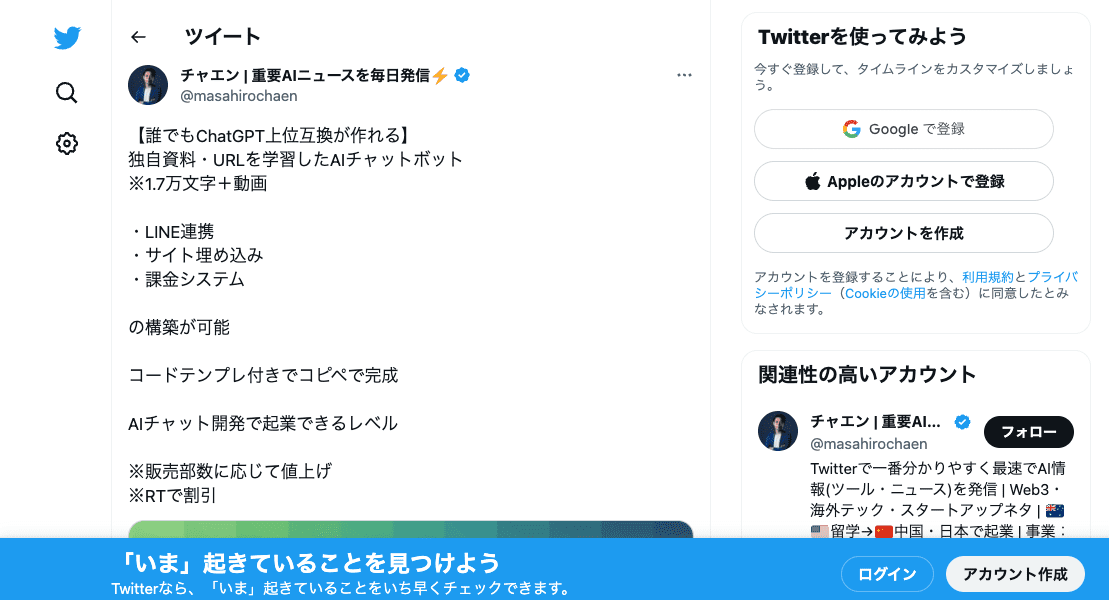 ツイート
チャエン | 重要AIニュースを毎日発信⚡
@masahirochaen
【誰でもChatGPT上位互換が作れる】
独自資料・URLを学習したAIチャットボット
※1.7万文字＋動画
・LINE連携
・サイト埋め込み
・課金システム
の構築が可能
コードテンプレ付きでコピペで完成
AIチャット開発で起業できるレベル
※販売部数に応じて値上げ
※RTで割引
Twitterを使ってみよう
今すぐ登録して、タイムラインをカスタマイズしましょ
う。
Google で登録
Appleのアカウントで登録
アカウントを作成
アカウントを登録することにより、利用規約とプライバ
シーポリシー（Cookieの使用を含む）に同意したとみ
なされます。
関連性の高いアカウント
チャエン | 重要AI...
@masahirochaen
フォロー
Twitterで一番分かりやすく最速でAI情
報(ツール・ニュース)を発信 | Web3・
海外テック・スタートアップネタ | 🇦🇺
🇺🇸留学→🇨🇳中国・日本で起業 | 事業：
「いま」起きていることを見つけよう
Twitterなら、「いま」起きていることをいち早くチェックできます。
ログイン
アカウント作成